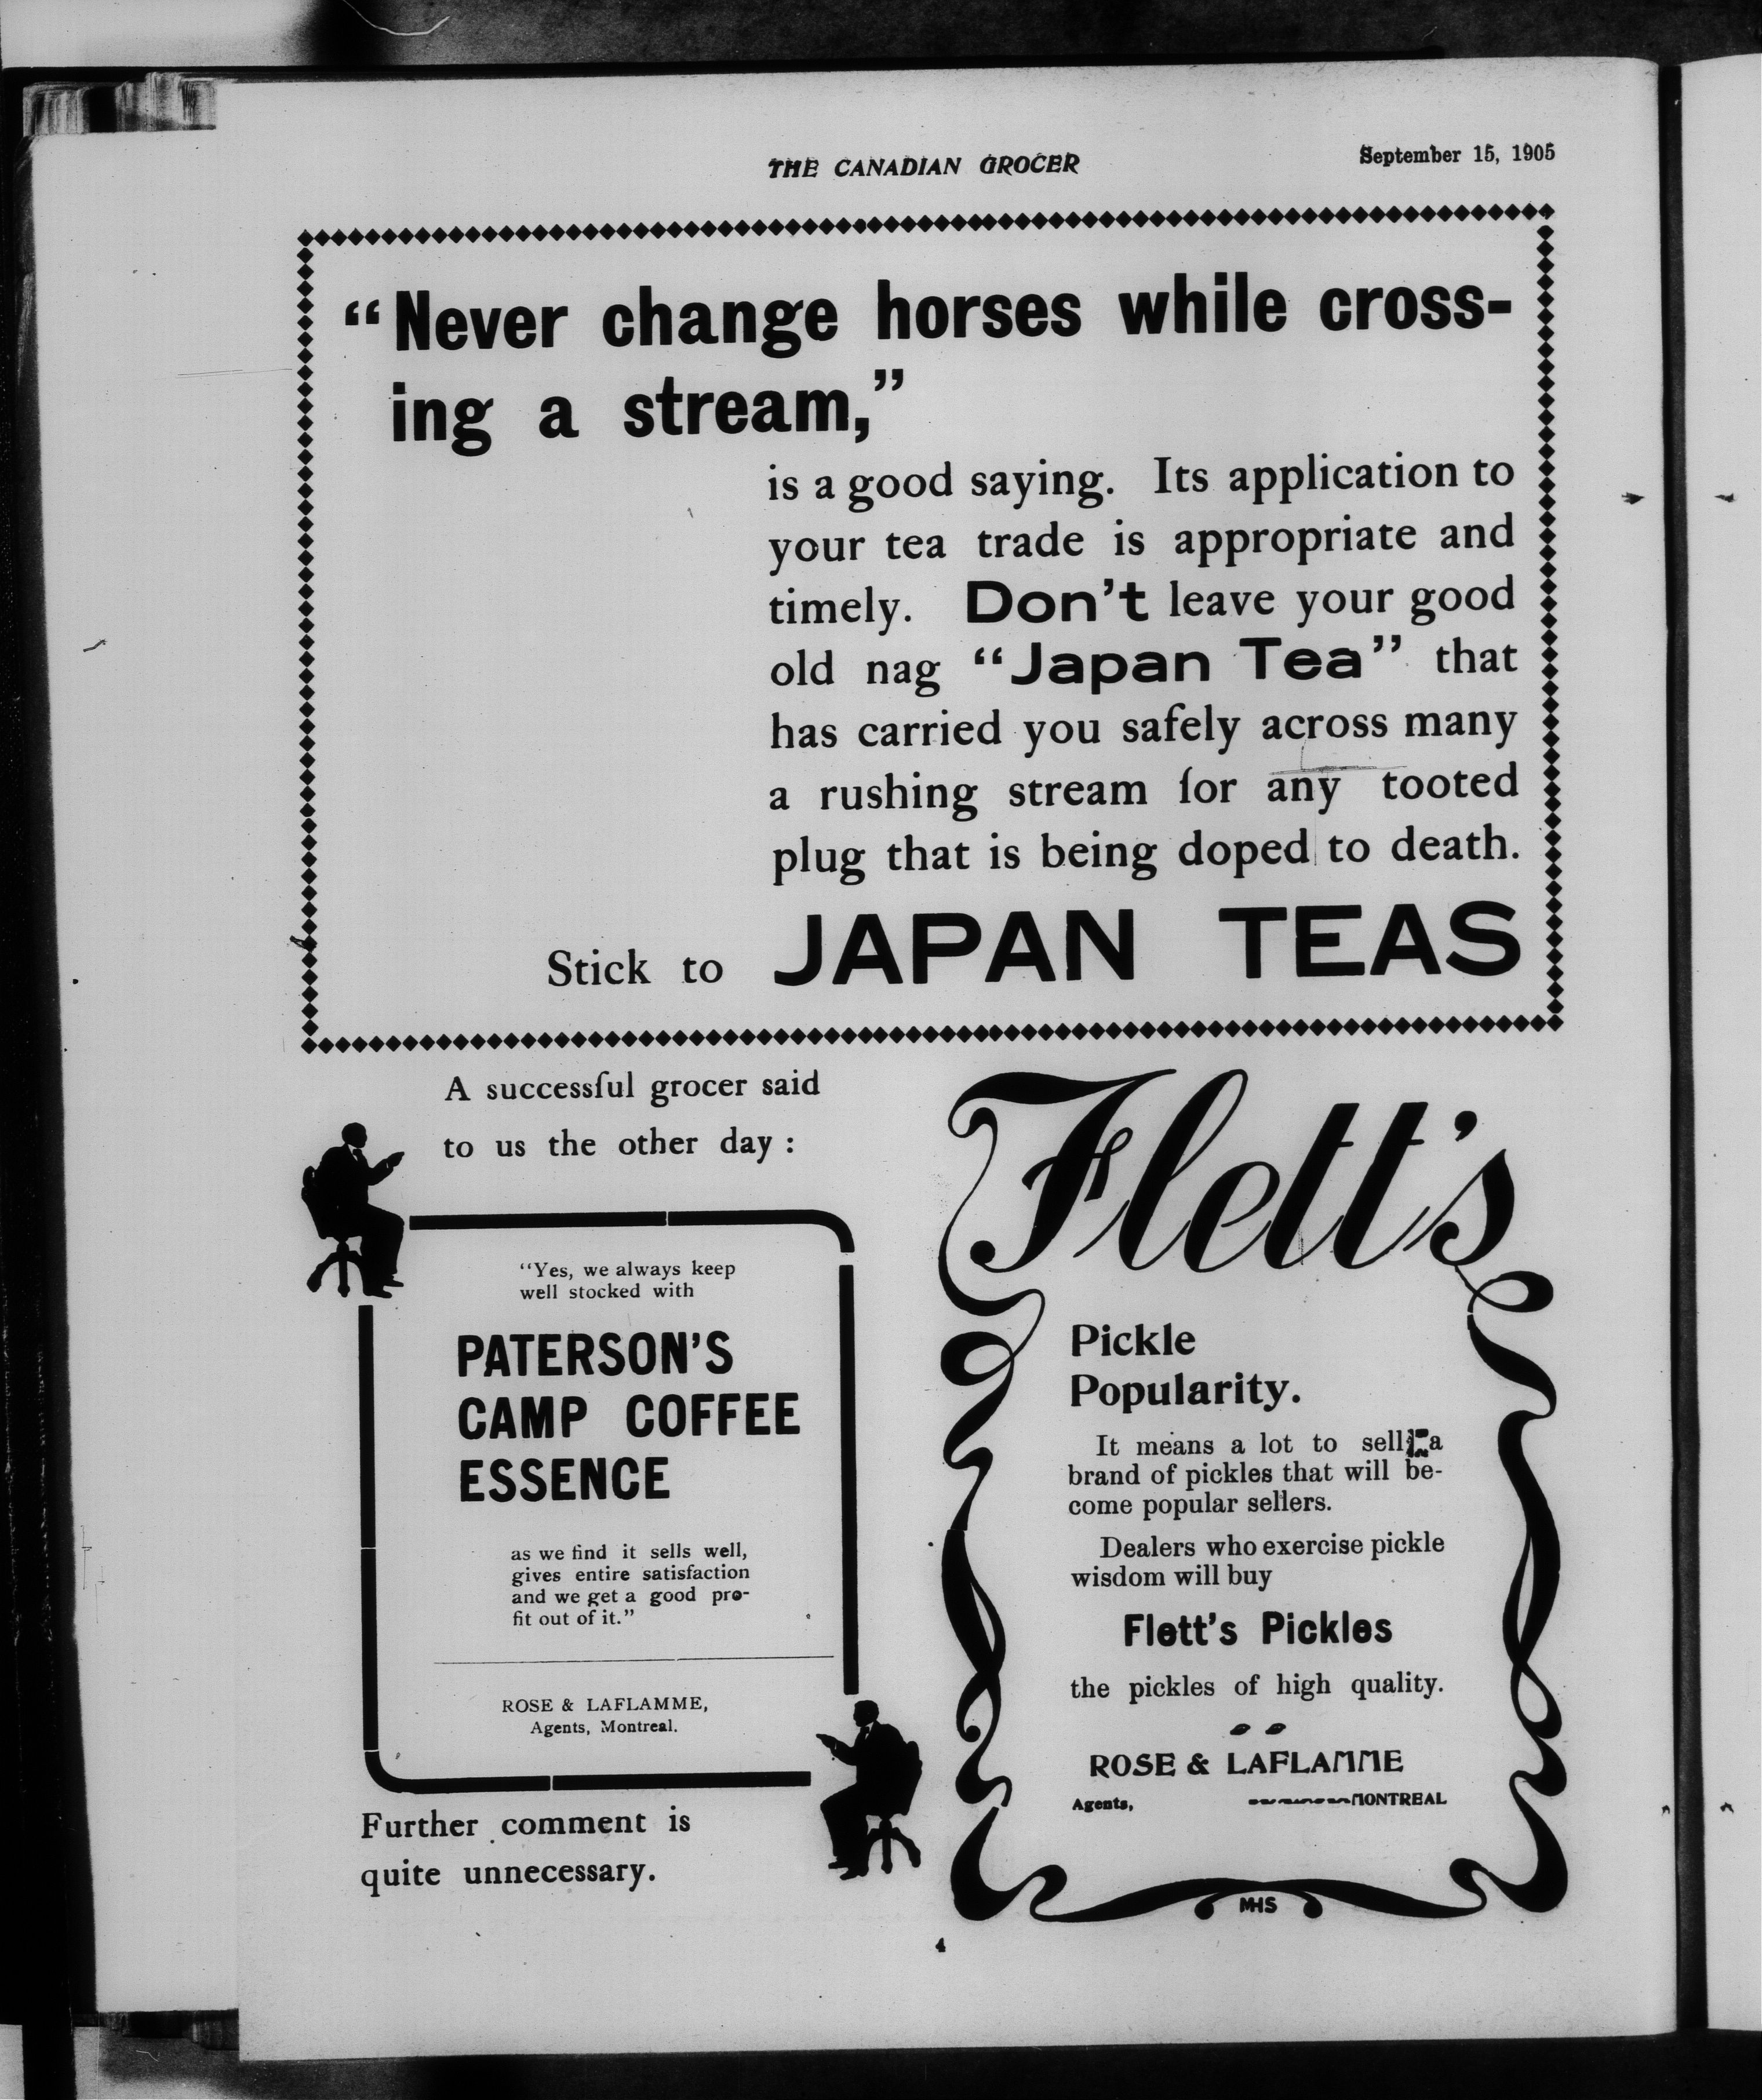 THE CANADIAN GROCER
September 15, 1905
“Never change horses while cross-
ing a stream,”
is a good saying. Its application to
your tea trade is appropriate and
timely. Don’t leave your good
old nag “Japan Tea” that
has carried you safely across many
a rushing stream for any tooted
plug that is being doped to death.
Stick to JAPAN TEAS
A successful grocer said
to us the other day :
“Yes, we always keep
well stocked with
PATERSON’S
CAMP COFFEE
ESSENCE
as we find it sells well,
gives entire satisfaction
and we get a good pro-
fit out of it.”
ROSE & LAFLAMME,
Agents, Montreal.
Further comment is
quite unnecessary.
Flett’s
Pickle
Popularity.
It means a lot to sell a
brand of pickles that will be-
come popular sellers.
Dealers who exercise pickle
wisdom will buy
Flett’s Pickles
the pickles of high quality.
ROSE & LAFLAMME
Agents, MONTREAL
MHS
4